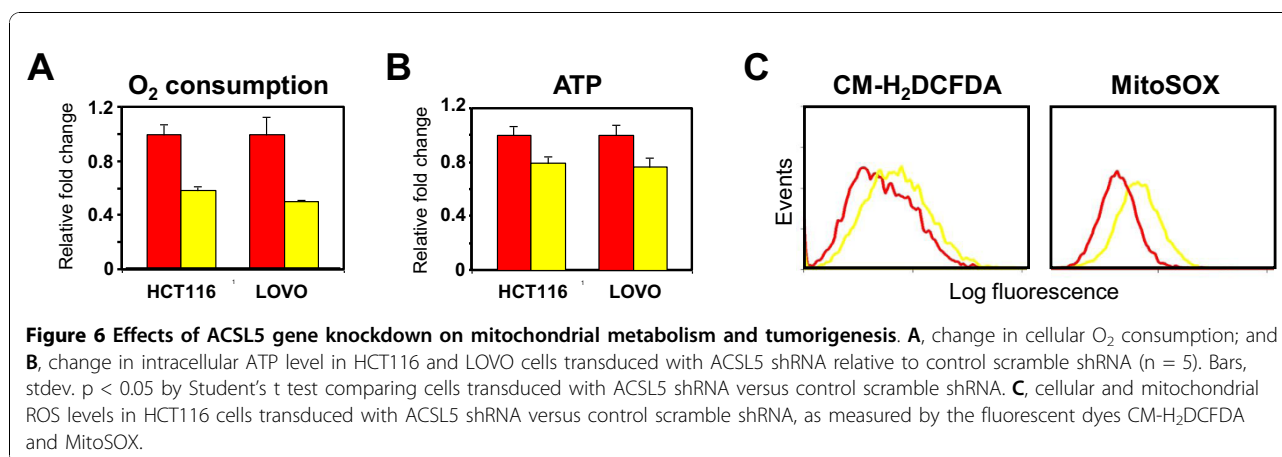 A
O₂ consumption
Relative fold change
1.2
0.8
0.4
0
HCT116
1
LOVO
B
ATP
Relative fold change
1.2
0.8
0.4
0
HCT116
1
LOVO
C
CM-H₂DCFDA
MitoSOX
Events
Log fluorescence
Figure 6 Effects of ACSL5 gene knockdown on mitochondrial metabolism and tumorigenesis. A, change in cellular O₂ consumption; and
B, change in intracellular ATP level in HCT116 and LOVO cells transduced with ACSL5 shRNA relative to control scramble shRNA (n = 5). Bars,
stdev. p < 0.05 by Student's t test comparing cells transduced with ACSL5 shRNA versus control scramble shRNA. C, cellular and mitochondrial
ROS levels in HCT116 cells transduced with ACSL5 shRNA versus control scramble shRNA, as measured by the fluorescent dyes CM-H₂DCFDA
and MitoSOX.